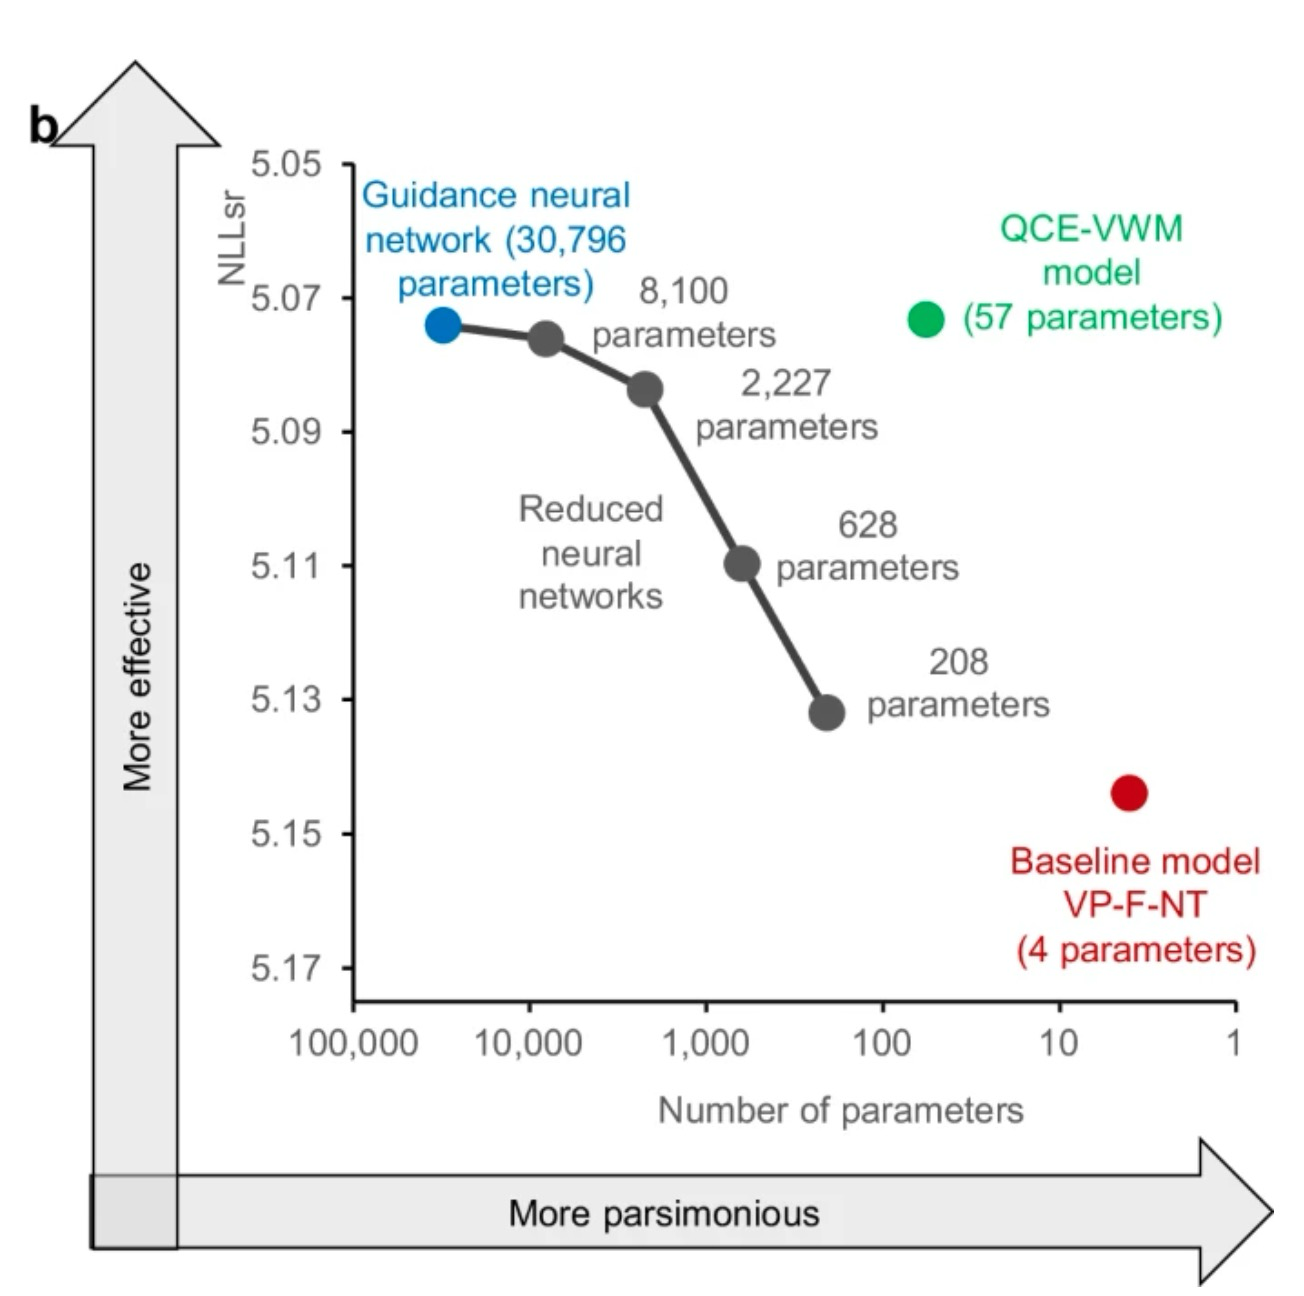 b
5.05
NLLsr
Guidance neural
network (30,796
parameters)
QCE-VWM
model
(57 parameters)
5.07
8,100
parameters
2,227
parameters
5.09
Reduced
neural
networks
628
parameters
5.11
More effective
208
parameters
5.13
5.15
Baseline model
VP-F-NT
(4 parameters)
5.17
100,000
10,000
1,000
100
10
1
Number of parameters
More parsimonious